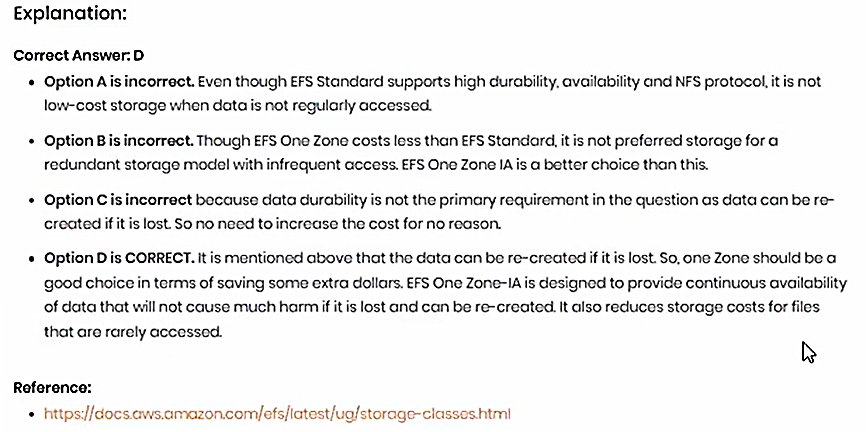 Explanation:
Correct Answer: D
• Option A is incorrect. Even though EFS Standard supports high durability, availability and NFS protocol, it is not
low-cost storage when data is not regularly accessed.
• Option B is incorrect. Though EFS One Zone costs less than EFS Standard, it is not preferred storage for a
redundant storage model with infrequent access. EFS One Zone IA is a better choice than this.
• Option C is incorrect because data durability is not the primary requirement in the question as data can be re-
created if it is lost. So no need to increase the cost for no reason.
• Option D is CORRECT. It is mentioned above that the data can be re-created if it is lost. So, one Zone should be a
good choice in terms of saving some extra dollars. EFS One Zone-IA is designed to provide continuous availability
of data that will not cause much harm if it is lost and can be re-created. It also reduces storage costs for files
that are rarely accessed.
Reference:
• https://docs.aws.amazon.com/efs/latest/ug/storage-classes.html